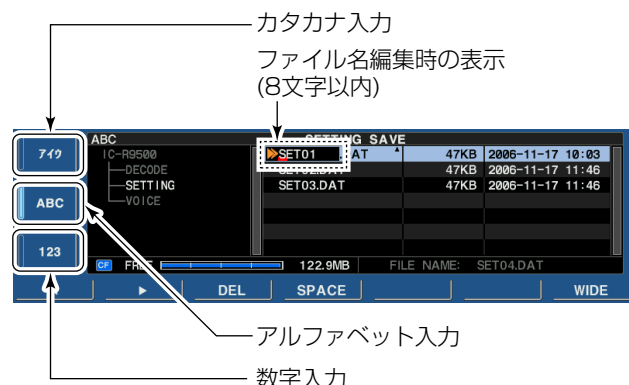 カタカナ入力
ファイル名編集時の表示
(8文字以内)
ABC SETTING SAVE
アイウ IC-R9500 SET01 .DAT 47KB 2006-11-17 10:03
DECODE SET02.DAT 47KB 2006-11-17 11:46
SETTING SET03.DAT 47KB 2006-11-17 11:46
ABC VOICE
123
CF FREE 122.9MB FILE NAME: SET04.DAT
DEL SPACE WIDE
アルファベット入力
数字入力